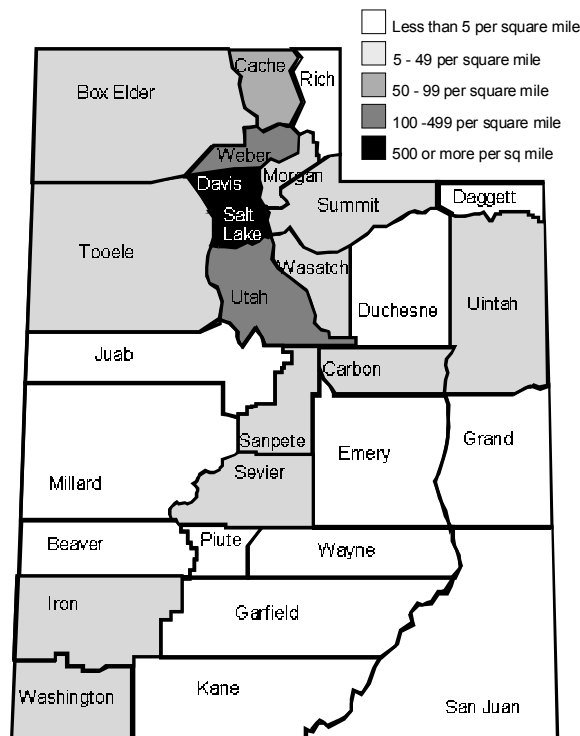 Less than 5 per square mile
5 - 49 per square mile
50 - 99 per square mile
100 -499 per square mile
500 or more per sq mile
Cache
Rich
Box Elder
Weber
Morgan
Davis
Daggett
Summit
Salt
Lake
Tooele
Wasatch
Utah
Uintah
Duchesne
Juab
Carbon
Sanpete
Grand
Emery
Sevier
Millard
Piute
Beaver
Wayne
Iron
Garfield
Kane
Washington
San Juan